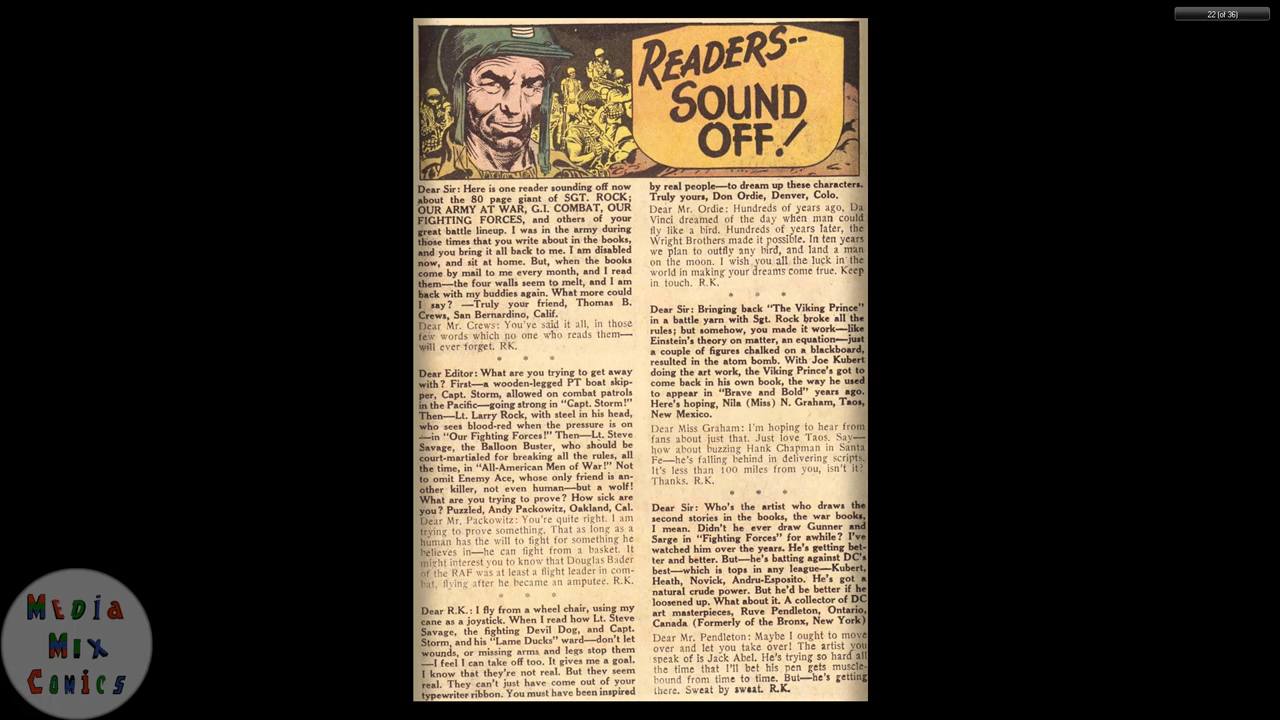 22 (of 36)
READERS--
SOUND
OFF.!
Dear Sir: Here is one reader sounding off now
about the 80 page giant of SGT. ROCK;
OUR ARMY AT WAR, G.I. COMBAT, OUR
FIGHTING FORCES, and others of your
great battle lineup. I was in the army during
those times that you write about in the books,
and you bring it all back to me. I am disabled
now, and sit at home. But, when the books
come by mail to me every month, and I read
them—the four walls seem to melt, and I am
back with my buddies again. What more could
I say? —Truly your friend, Thomas B.
Crews, San Bernardino, Calif.
Dear Mr. Crews: You've said it all, in those
few words which no one who reads them—
will ever forget. RK.
* * *
Dear Editor: What are you trying to get away
with? First—a wooden-legged PT boat skip-
per, Capt. Storm, allowed on combat patrols
in the Pacific—going strong in "Capt. Storm!"
Then—Lt. Larry Rock, with steel in his head,
who sees blood-red when the pressure is on
—in "Our Fighting Forces!" Then—Lt. Steve
Savage, the Balloon Buster, who should be
court-martialed for breaking all the rules, all
the time, in "All-American Men of War!" Not
to omit Enemy Ace, whose only friend is an-
other killer, not even human—but a wolf!
What are you trying to prove? How sick are
you? Puzzled, Andy Packowitz, Oakland, Cal.
Dear Mr. Packowitz: You're quite right. I am
trying to prove something. That as long as a
human has the will to fight for something he
believes in—he can fight from a basket. It
might interest you to know that Douglas Bader
of the RAF was at least a flight leader in com-
bat, flying after he became an amputee. R.K.
* * *
Dear R.K.: I fly from a wheel chair, using my
cane as a joystick. When I read how Lt. Steve
Savage, the fighting Devil Dog, and Capt.
Storm, and his "Lame Ducks" ward—don't let
wounds, or missing arms and legs stop them
—I feel I can take off too. It gives me a goal.
I know that they're not real. But they seem
real. They can't just have come out of your
typewriter ribbon. You must have been inspired
by real people—to dream up these characters.
Truly yours, Don Ordie, Denver, Colo.
Dear Mr. Ordie: Hundreds of years ago, Da
Vinci dreamed of the day when man could
fly like a bird. Hundreds of years later, the
Wright Brothers made it possible. In ten years
we plan to outfly any bird, and land a man
on the moon. I wish you all the luck in the
world in making your dreams come true. Keep
in touch. R.K.
* * *
Dear Sir: Bringing back "The Viking Prince"
in a battle yarn with Sgt. Rock broke all the
rules; but somehow, you made it work—like
Einstein's theory on matter, an equation—just
a couple of figures chalked on a blackboard,
resulted in the atom bomb. With Joe Kubert
doing the art work, the Viking Prince's got to
come back in his own book, the way he used
to appear in "Brave and Bold" years ago.
Here's hoping, Nila (Miss) N. Graham, Taos,
New Mexico.
Dear Miss Graham: I'm hoping to hear from
fans about just that. Just love Taos. Say—
how about buzzing Hank Chapman in Santa
Fe—he's falling behind in delivering scripts.
It's less than 100 miles from you, isn't it?
Thanks. R.K.
* * *
Dear Sir: Who's the artist who draws the
second stories in the books, the war books,
I mean. Didn't he ever draw Gunner and
Sarge in "Fighting Forces" for awhile? I've
watched him over the years. He's getting bet-
ter and better. But—he's batting against DC's
best—which is tops in any league—Kubert,
Heath, Novick, Andru-Esposito. He's got a
natural crude power. But he'd be better if he
loosened up. What about it. A collector of DC
art masterpieces, Ruve Pendleton, Ontario,
Canada (Formerly of the Bronx, New York)
Dear Mr. Pendleton: Maybe I ought to move
over and let you take over! The artist you
speak of is Jack Abel. He's trying so hard all
the time that I'll bet his pen gets muscle-
bound from time to time. But—he's getting
there. Sweat by sweat. R.K.
MEDIA
MIX
COMICS